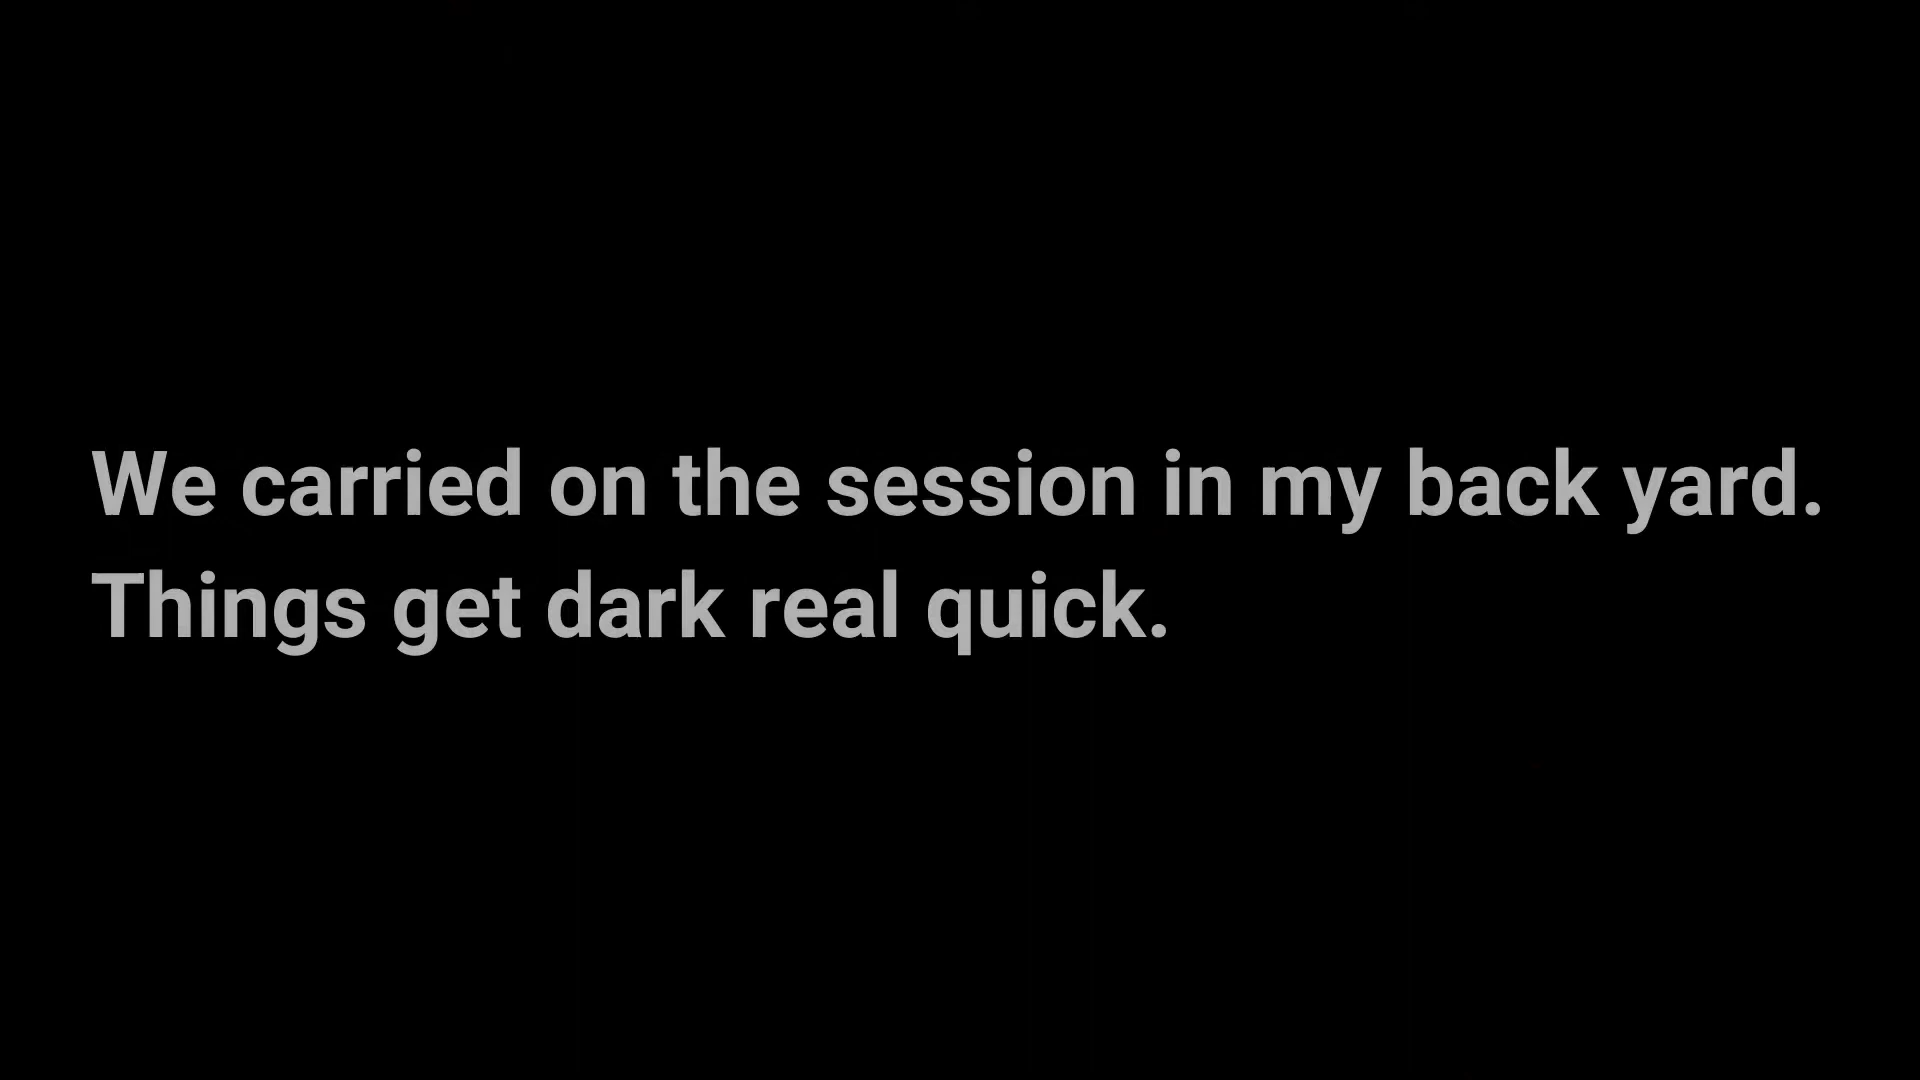 We carried on the session in my back yard.
Things get dark real quick.